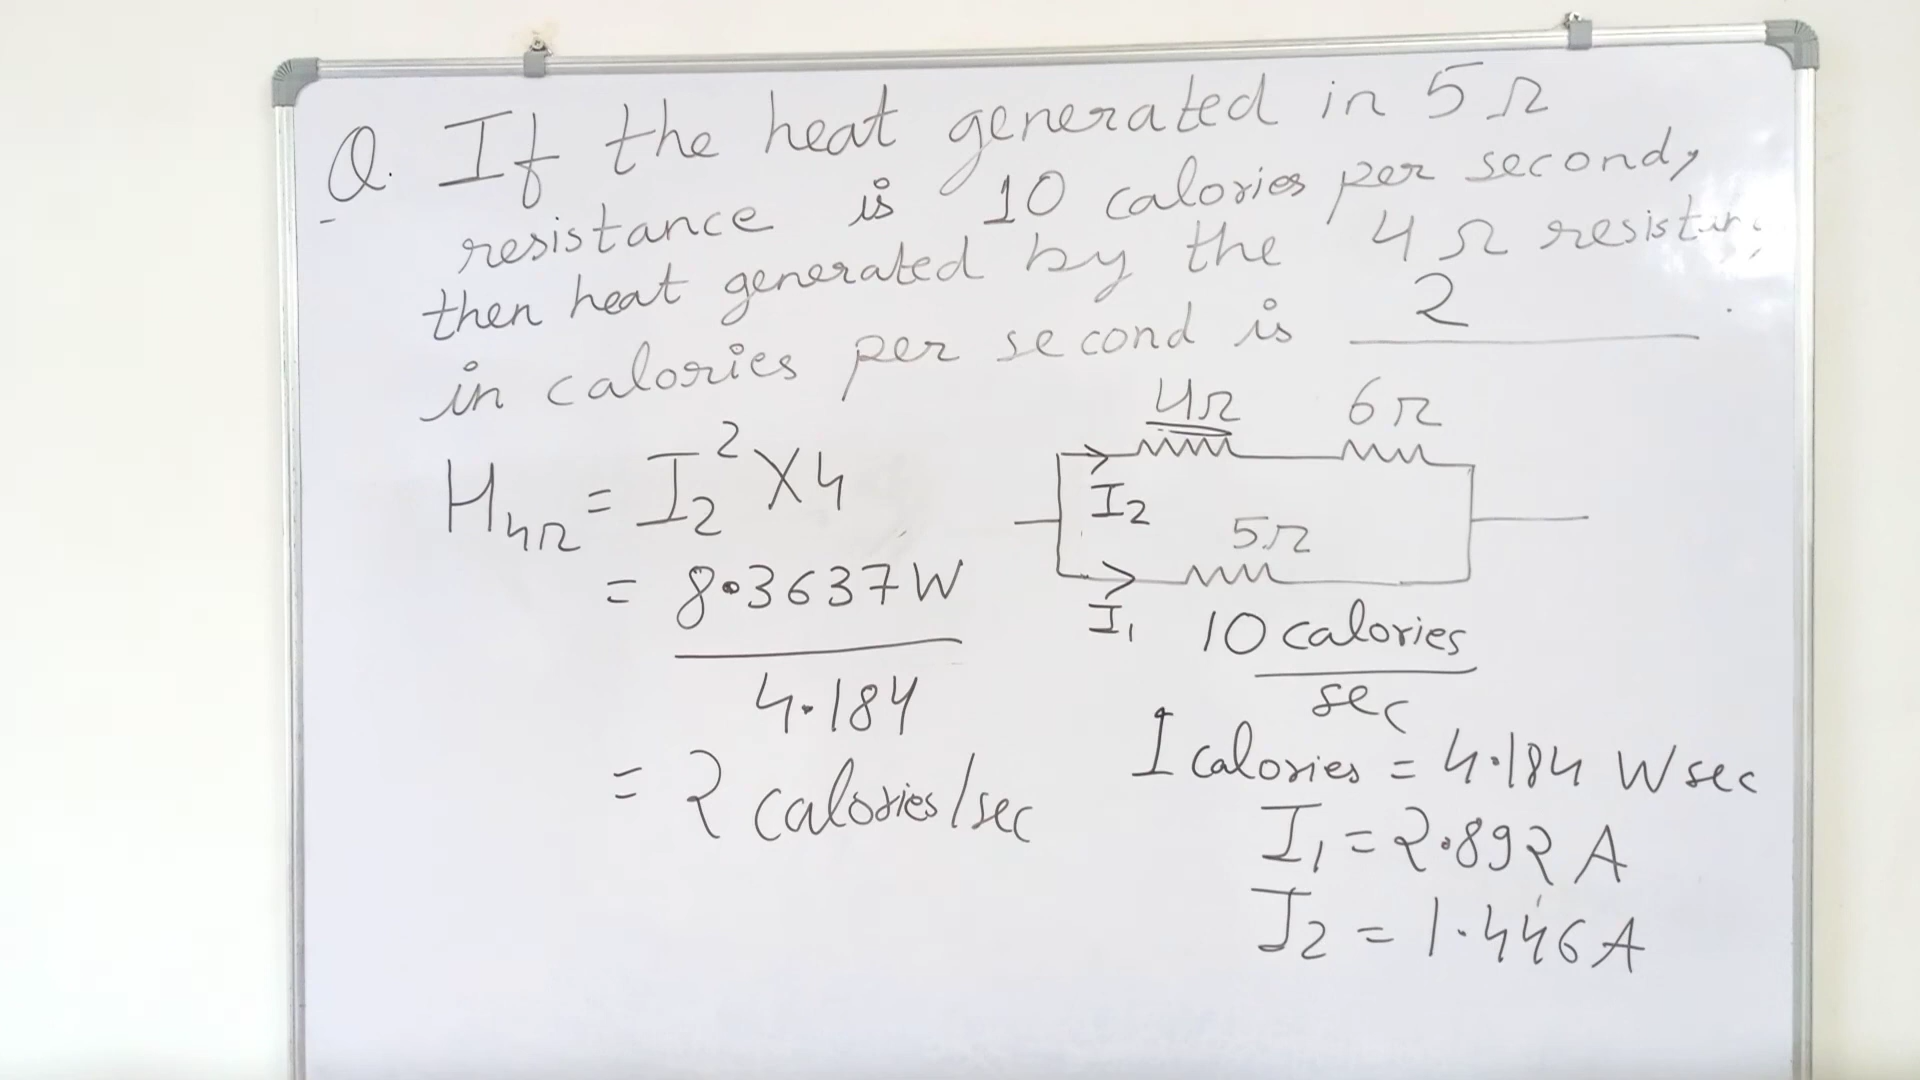 Q. If the heat generated in 5Ω
resistance is 10 calories per second,
then heat generated by the 4Ω
in calories per second is 2
4Ω 6Ω
H4Ω = I2² X 4
I2
5Ω
= 8.3637W
I1 10 calories
sec
4.184
= 2 calories/sec
1 calories = 4.184 W sec
I1 = 2.892 A
I2 = 1.446 A